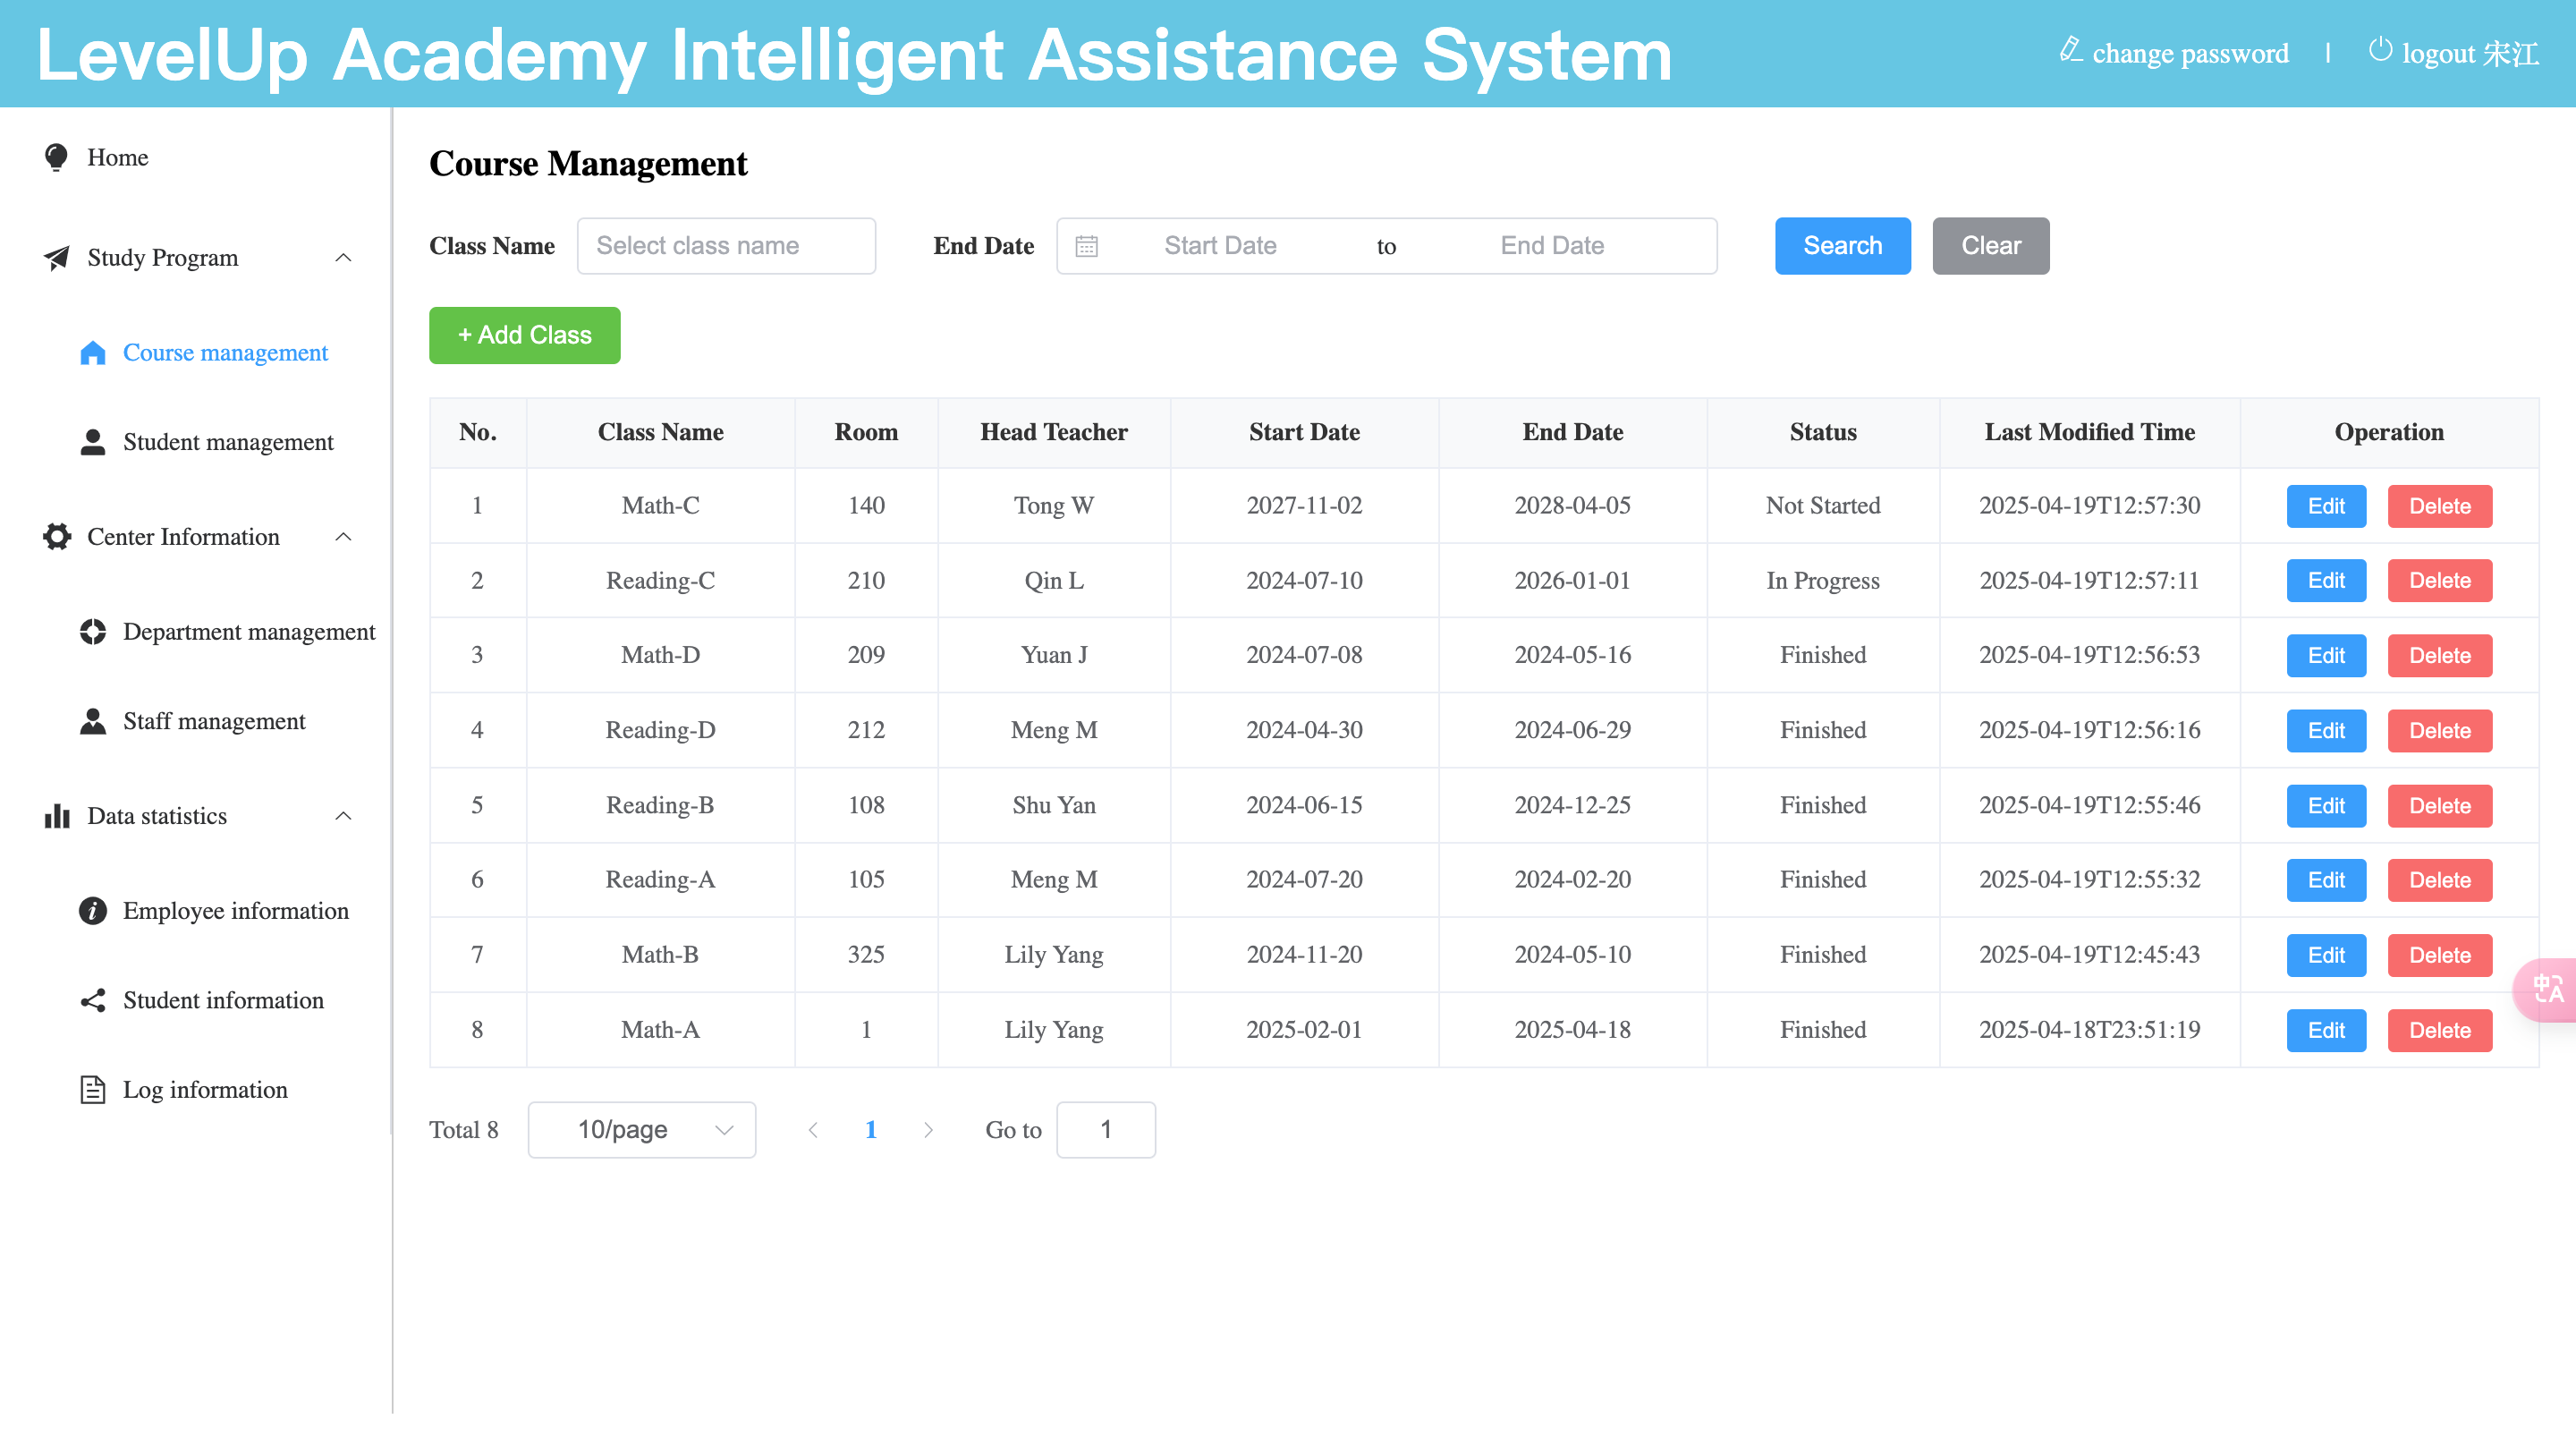 LevelUp Academy Intelligent Assistance System
change password | logout 宋江
Home
Study Program
Course management
Student management
Center Information
Department management
Staff management
Data statistics
Employee information
Student information
Log information
Course Management
Class Name Select class name End Date Start Date to End Date Search Clear
+ Add Class
No. Class Name Room Head Teacher Start Date End Date Status Last Modified Time Operation
1 Math-C 140 Tong W 2027-11-02 2028-04-05 Not Started 2025-04-19T12:57:30 Edit Delete
2 Reading-C 210 Qin L 2024-07-10 2026-01-01 In Progress 2025-04-19T12:57:11 Edit Delete
3 Math-D 209 Yuan J 2024-07-08 2024-05-16 Finished 2025-04-19T12:56:53 Edit Delete
4 Reading-D 212 Meng M 2024-04-30 2024-06-29 Finished 2025-04-19T12:56:16 Edit Delete
5 Reading-B 108 Shu Yan 2024-06-15 2024-12-25 Finished 2025-04-19T12:55:46 Edit Delete
6 Reading-A 105 Meng M 2024-07-20 2024-02-20 Finished 2025-04-19T12:55:32 Edit Delete
7 Math-B 325 Lily Yang 2024-11-20 2024-05-10 Finished 2025-04-19T12:45:43 Edit Delete
8 Math-A 1 Lily Yang 2025-02-01 2025-04-18 Finished 2025-04-18T23:51:19 Edit Delete
中 A
Total 8 10/page 1 Go to 1